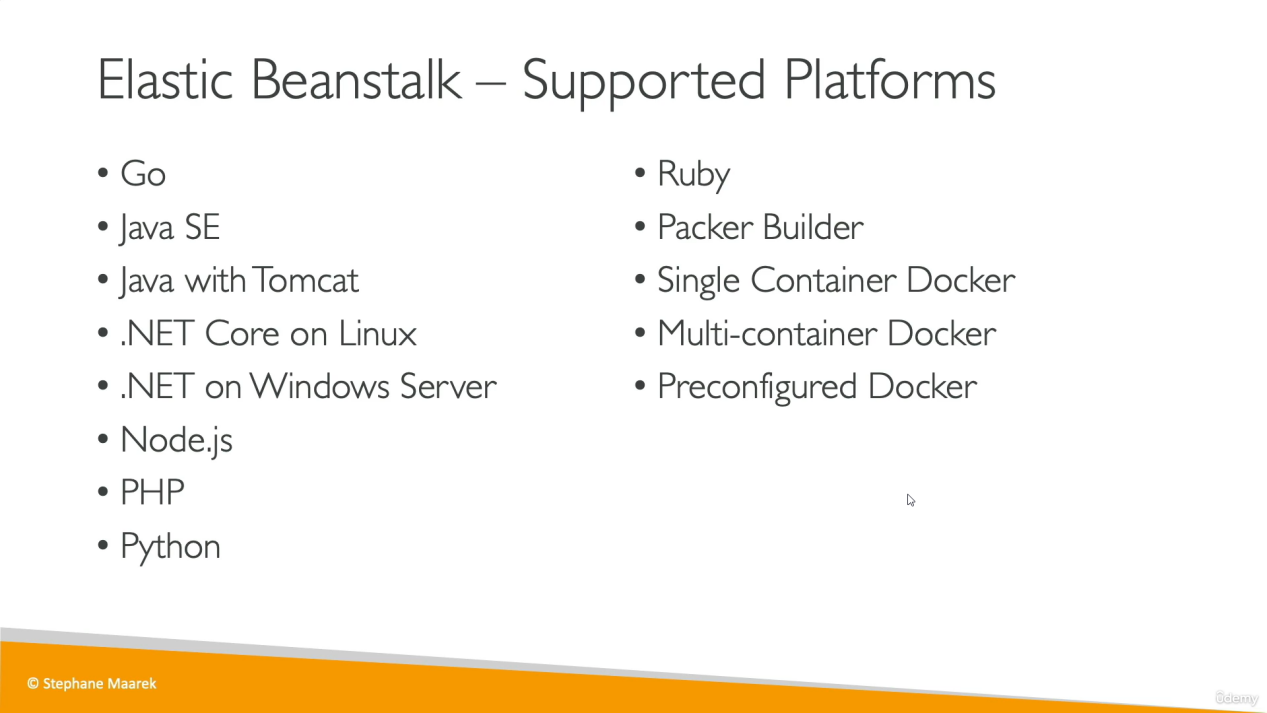 Elastic Beanstalk – Supported Platforms
• Go
• Java SE
• Java with Tomcat
• .NET Core on Linux
• .NET on Windows Server
• Node.js
• PHP
• Python
• Ruby
• Packer Builder
• Single Container Docker
• Multi-container Docker
• Preconfigured Docker
© Stephane Maarek
ûdemy